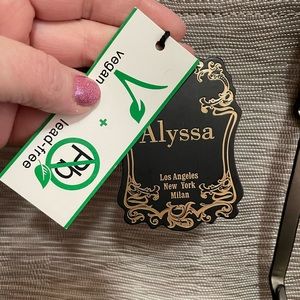 vegan
+
Pb
lead-free
Alyssa
Los Angeles
New York
Milan